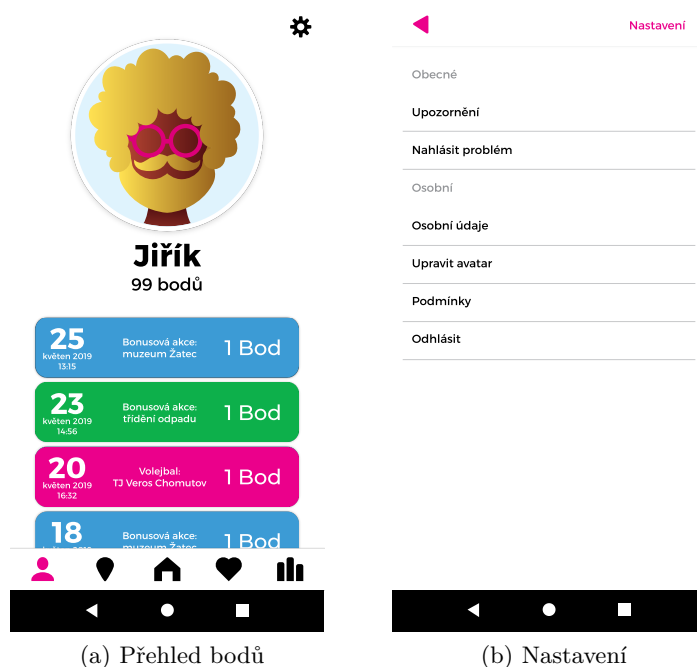 Jiřík
99 bodů
25
květen 2019
13:15
Bonusová akce:
muzeum Žatec
1 Bod
23
květen 2019
14:56
Bonusová akce:
třídění odpadu
1 Bod
20
květen 2019
16:32
Volejbal:
TJ Veros Chomutov
1 Bod
18
květen 2019
Bonusová akce:
muzeum Žatec
1 Bod
(a) Přehled bodů
Nastavení
Obecné
Upozornění
Nahlásit problém
Osobní
Osobní údaje
Upravit avatar
Podmínky
Odhlásit
(b) Nastavení